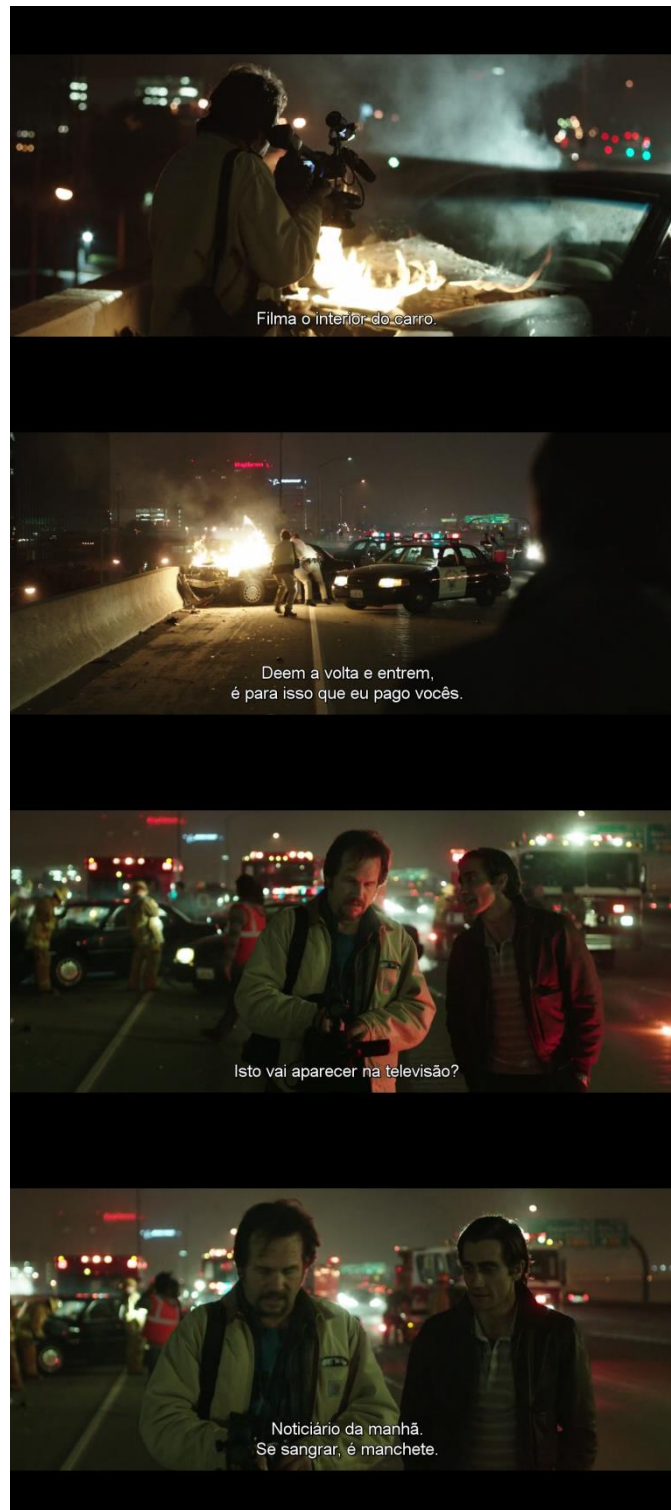 Filma o interior do carro.
Deem a volta e entrem,
é para isso que eu pago vocês.
Isto vai aparecer na televisão?
Noticiário da manhã.
Se sangrar, é manchete.